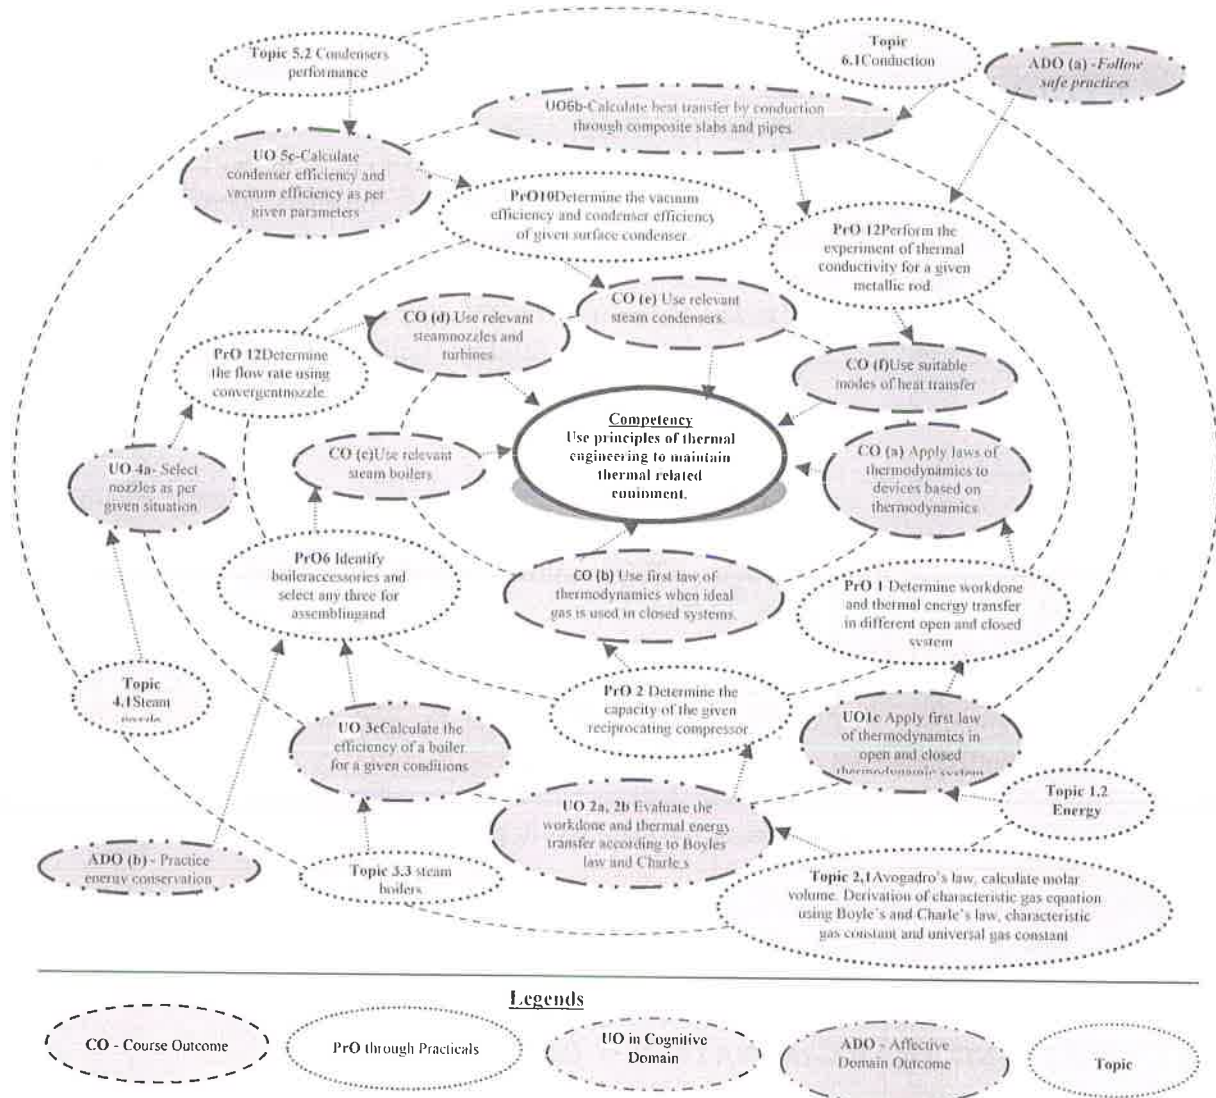 Topic 5.2 Condensers
performance
Topic
6.1Conduction
ADO (a) -Follow
safe practices
UO6b-Calculate heat transfer by conduction
through composite slabs and pipes.
UO 5c-Calculate
condenser efficiency and
vacuum efficiency as per
given parameters
PrO10Determine the vacuum
efficiency and condenser efficiency
of given surface condenser.
PrO 12Perform the
experiment of thermal
conductivity for a given
metallic rod.
CO (d) Use relevant
steamnozzles and
turbines.
CO (e) Use relevant
steam condensers.
PrO 12Determine
the flow rate using
convergentnozzle.
CO (f)Use suitable
modes of heat transfer
Competency
Use principles of thermal
engineering to maintain
thermal related
equipment.
CO (c)Use relevant
steam boilers
CO (a) Apply laws of
thermodynamics to
devices based on
thermodynamics.
UO 4a- Select
nozzles as per
given situation.
PrO6 Identify
boileraccessories and
select any three for
assemblingand
CO (b) Use first law of
thermodynamics when ideal
gas is used in closed systems.
PrO 1 Determine workdone
and thermal energy transfer
in different open and closed
system
Topic
4.1Steam
PrO 2 Determine the
capacity of the given
reciprocating compressor.
UO 3cCalculate the
efficiency of a boiler
for a given conditions
UO1c Apply first law
of thermodynamics in
open and closed
thermodynamic system
Topic 1.2
Energy
UO 2a, 2b Evaluate the
workdone and thermal energy
transfer according to Boyles
law and Charle's
ADO (b) - Practice
energy conservation
Topic 3.3 steam
boilers
Topic 2.1Avogadro's law, calculate molar
volume. Derivation of characteristic gas equation
using Boyle's and Charle's law, characteristic
gas constant and universal gas constant
Legends
CO - Course Outcome
PrO through Practicals
UO in Cognitive
Domain
ADO - Affective
Domain Outcome
Topic